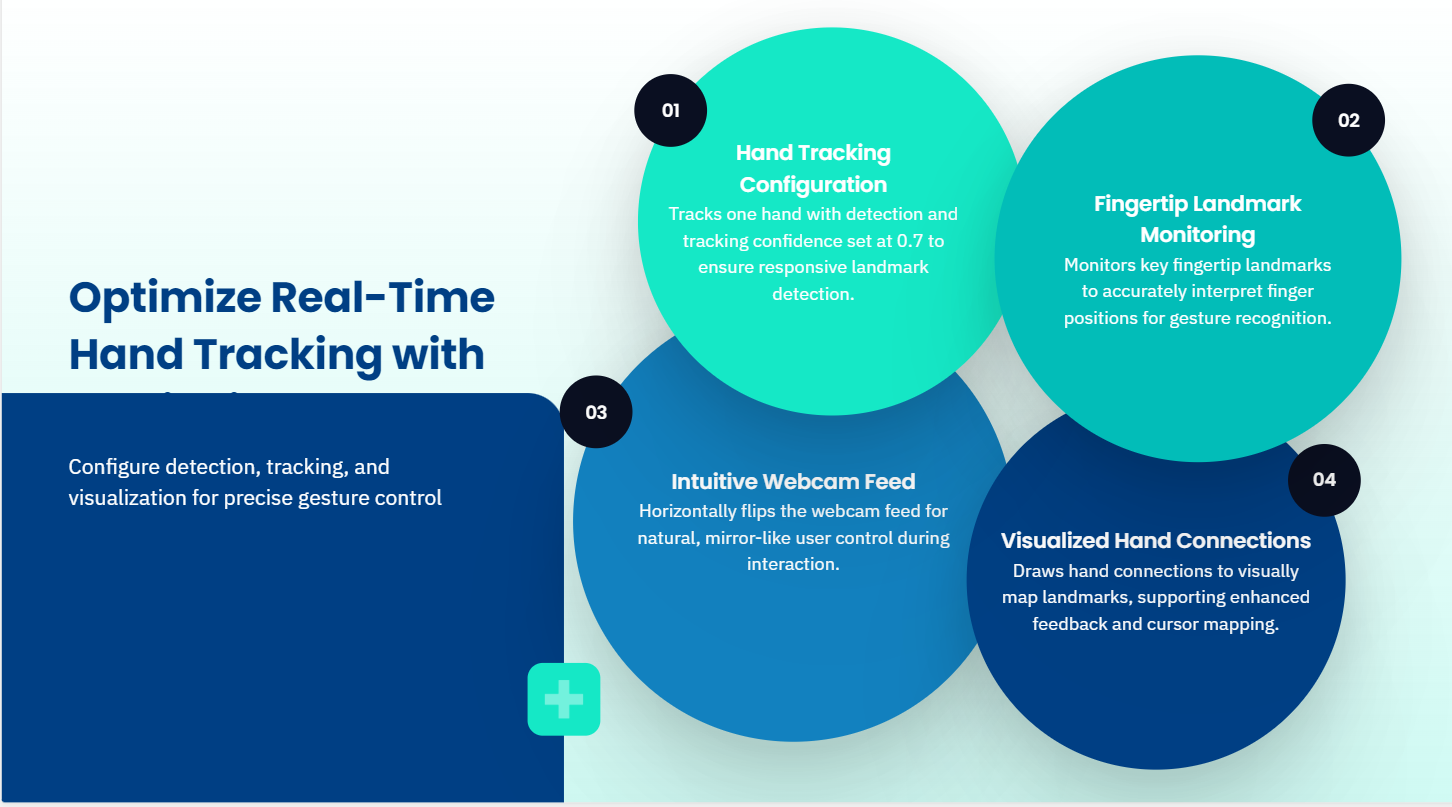 Optimize Real-Time
Hand Tracking with
Configure detection, tracking, and
visualization for precise gesture control
01
Hand Tracking
Configuration
Tracks one hand with detection and
tracking confidence set at 0.7 to
ensure responsive landmark
detection.
02
Fingertip Landmark
Monitoring
Monitors key fingertip landmarks
to accurately interpret finger
positions for gesture recognition.
03
Intuitive Webcam Feed
Horizontally flips the webcam feed for
natural, mirror-like user control during
interaction.
04
Visualized Hand Connections
Draws hand connections to visually
map landmarks, supporting enhanced
feedback and cursor mapping.